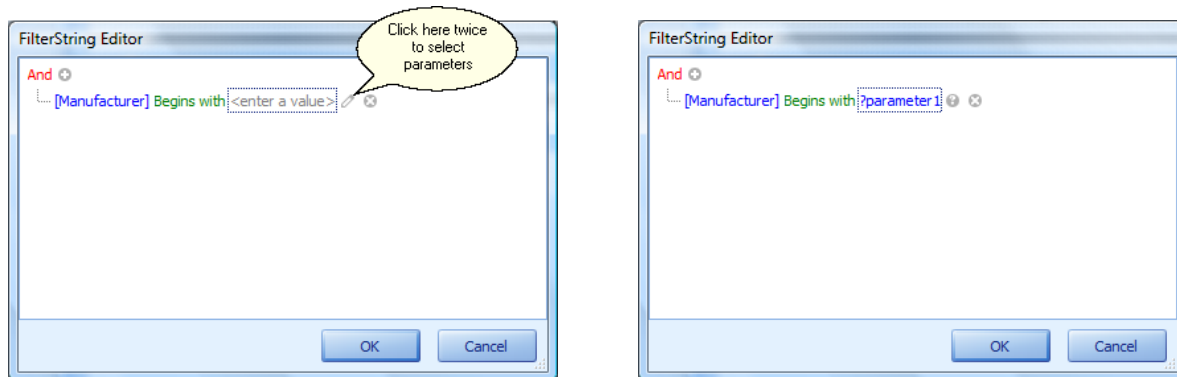 FilterString Editor
Click here twice
to select
parameters
And
[Manufacturer] Begins with <enter a value>
OK
Cancel
FilterString Editor
And
[Manufacturer] Begins with ?parameter1
OK
Cancel